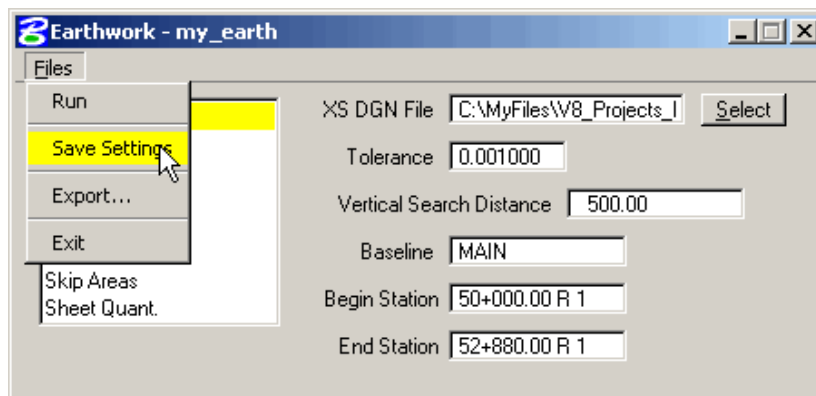 Earthwork - my_earth
Files
Run
Save Settings
Export...
Exit
Skip Areas
Sheet Quant.
XS DGN File C:\MyFiles\V8_Projects_I Select
Tolerance 0.001000
Vertical Search Distance 500.00
Baseline MAIN
Begin Station 50+000.00 R 1
End Station 52+880.00 R 1